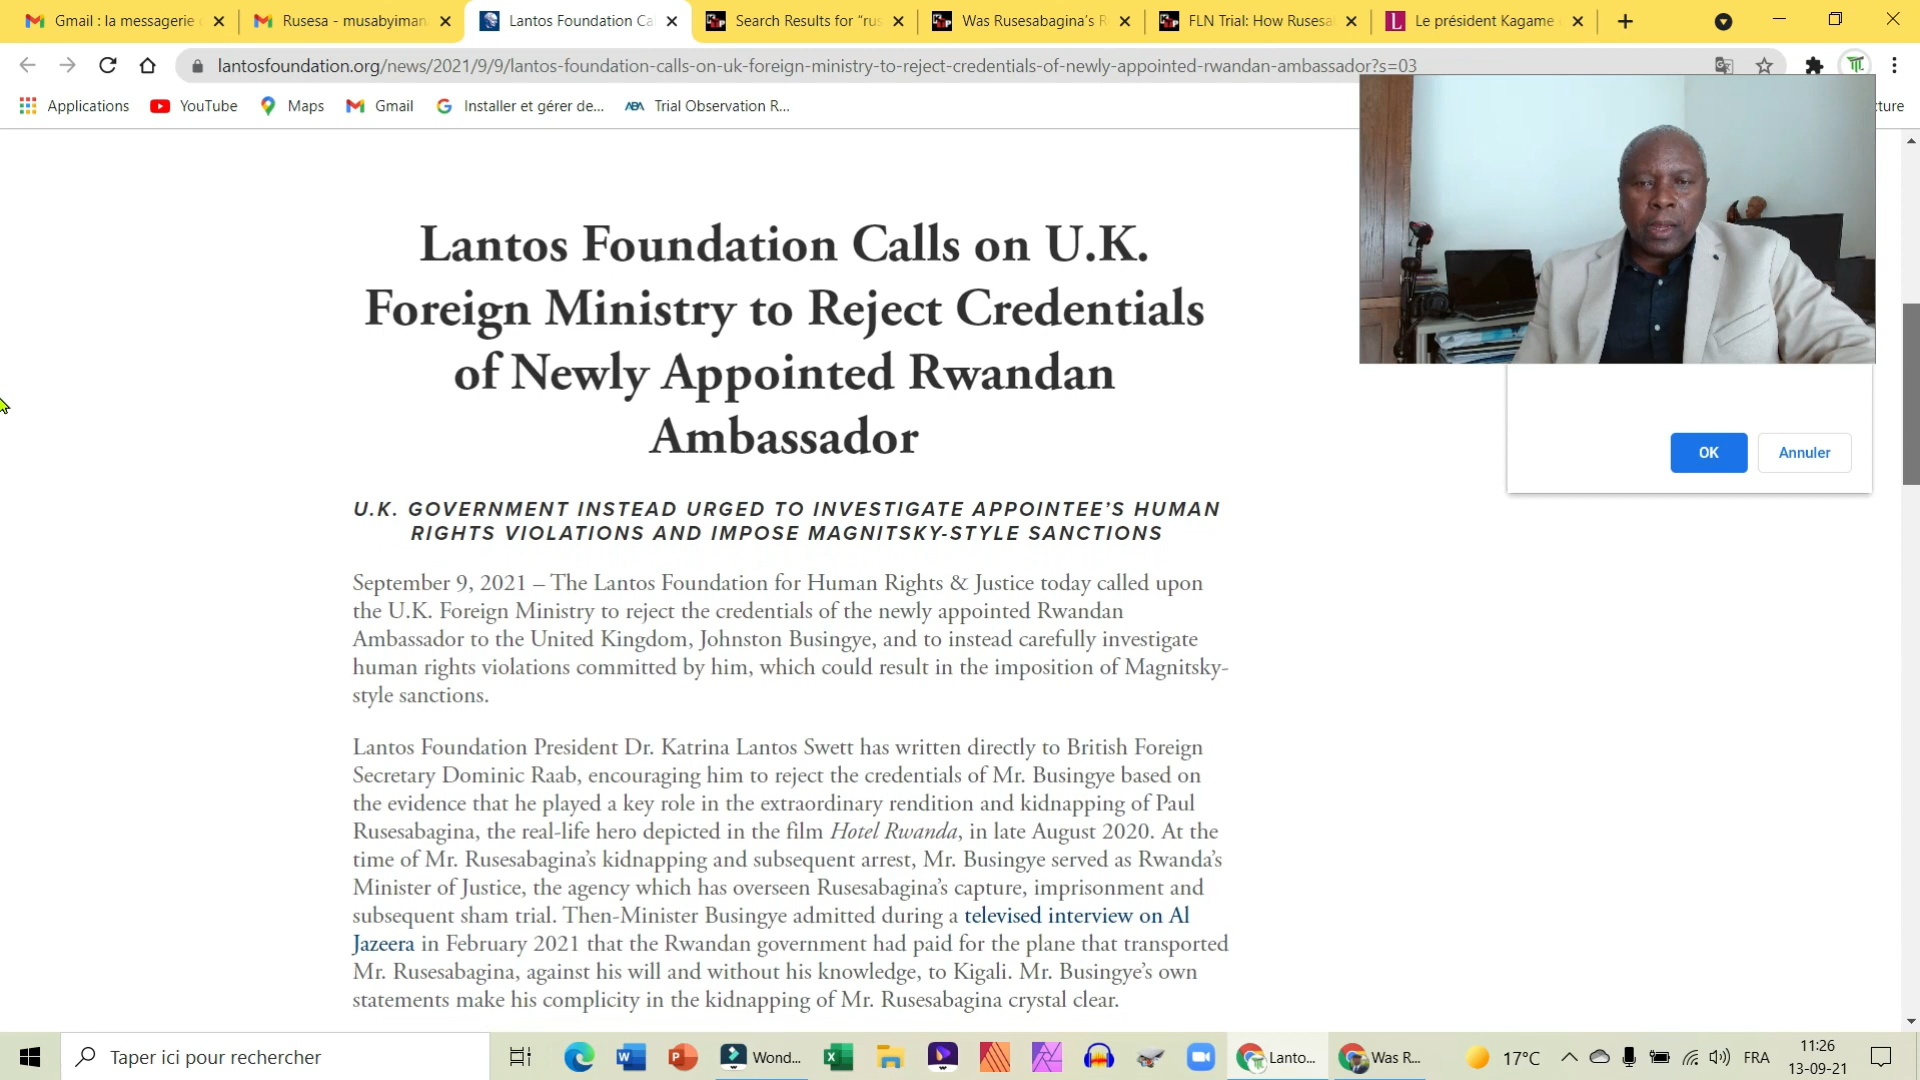 Gmail : la messagerie
Rusesa - musabyiman
Lantos Foundation Ca
Search Results for “rus
Was Rusesabagina’s R
FLN Trial: How Rusesa
Le président Kagame
lantosfoundation.org/news/2021/9/9/lantos-foundation-calls-on-uk-foreign-ministry-to-reject-credentials-of-newly-appointed-rwandan-ambassador?s=03
Applications
YouTube
Maps
Gmail
Installer et gérer de...
Trial Observation R...
cture
Lantos Foundation Calls on U.K.
Foreign Ministry to Reject Credentials
of Newly Appointed Rwandan
Ambassador
OK
Annuler
U.K. GOVERNMENT INSTEAD URGED TO INVESTIGATE APPOINTEE’S HUMAN
RIGHTS VIOLATIONS AND IMPOSE MAGNITSKY-STYLE SANCTIONS
September 9, 2021 – The Lantos Foundation for Human Rights & Justice today called upon
the U.K. Foreign Ministry to reject the credentials of the newly appointed Rwandan
Ambassador to the United Kingdom, Johnston Busingye, and to instead carefully investigate
human rights violations committed by him, which could result in the imposition of Magnitsky-
style sanctions.
Lantos Foundation President Dr. Katrina Lantos Swett has written directly to British Foreign
Secretary Dominic Raab, encouraging him to reject the credentials of Mr. Busingye based on
the evidence that he played a key role in the extraordinary rendition and kidnapping of Paul
Rusesabagina, the real-life hero depicted in the film Hotel Rwanda, in late August 2020. At the
time of Mr. Rusesabagina’s kidnapping and subsequent arrest, Mr. Busingye served as Rwanda’s
Minister of Justice, the agency which has overseen Rusesabagina’s capture, imprisonment and
subsequent sham trial. Then-Minister Busingye admitted during a televised interview on Al
Jazeera in February 2021 that the Rwandan government had paid for the plane that transported
Mr. Rusesabagina, against his will and without his knowledge, to Kigali. Mr. Busingye’s own
statements make his complicity in the kidnapping of Mr. Rusesabagina crystal clear.
Taper ici pour rechercher
Wond...
Lanto...
Was R...
17°C
FRA
11:26
13-09-21